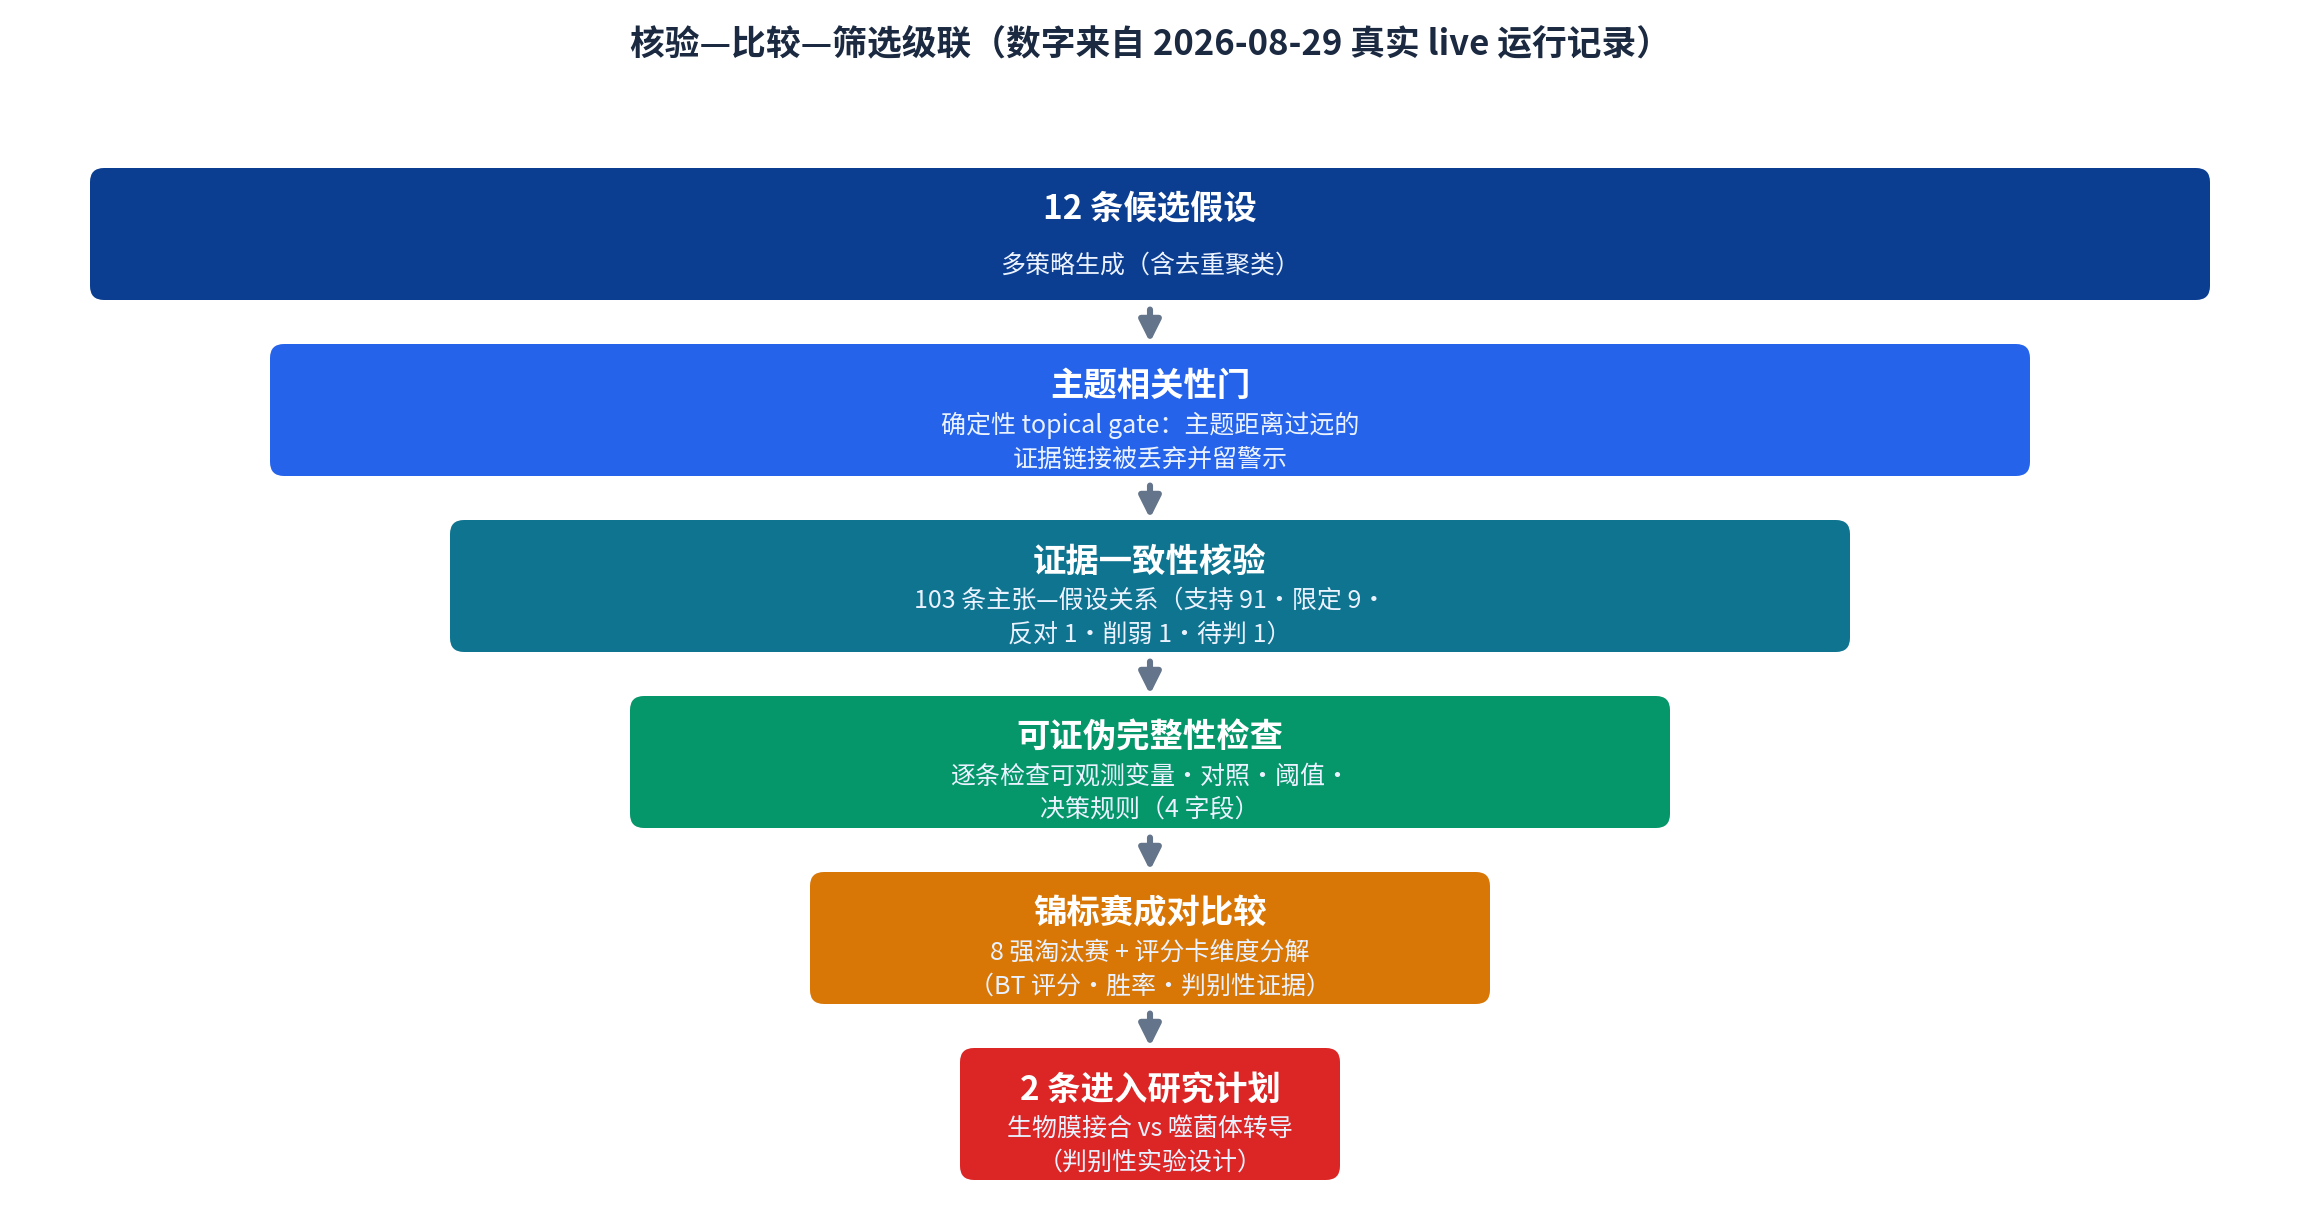 核验—比较—筛选级联（数字来自 2026-08-29 真实 live 运行记录）
12 条候选假设
多策略生成（含去重聚类）
主题相关性门
确定性 topical gate：主题距离过远的
证据链接被丢弃并留警示
证据一致性核验
103 条主张—假设关系（支持 91・限定 9・
反对 1・削弱 1・待判 1）
可证伪完整性检查
逐条检查可观测变量・对照・阈值・
决策规则（4 字段）
锦标赛成对比较
8 强淘汰赛 + 评分卡维度分解
（BT 评分・胜率・判别性证据）
2 条进入研究计划
生物膜接合 vs 噬菌体转导
（判别性实验设计）